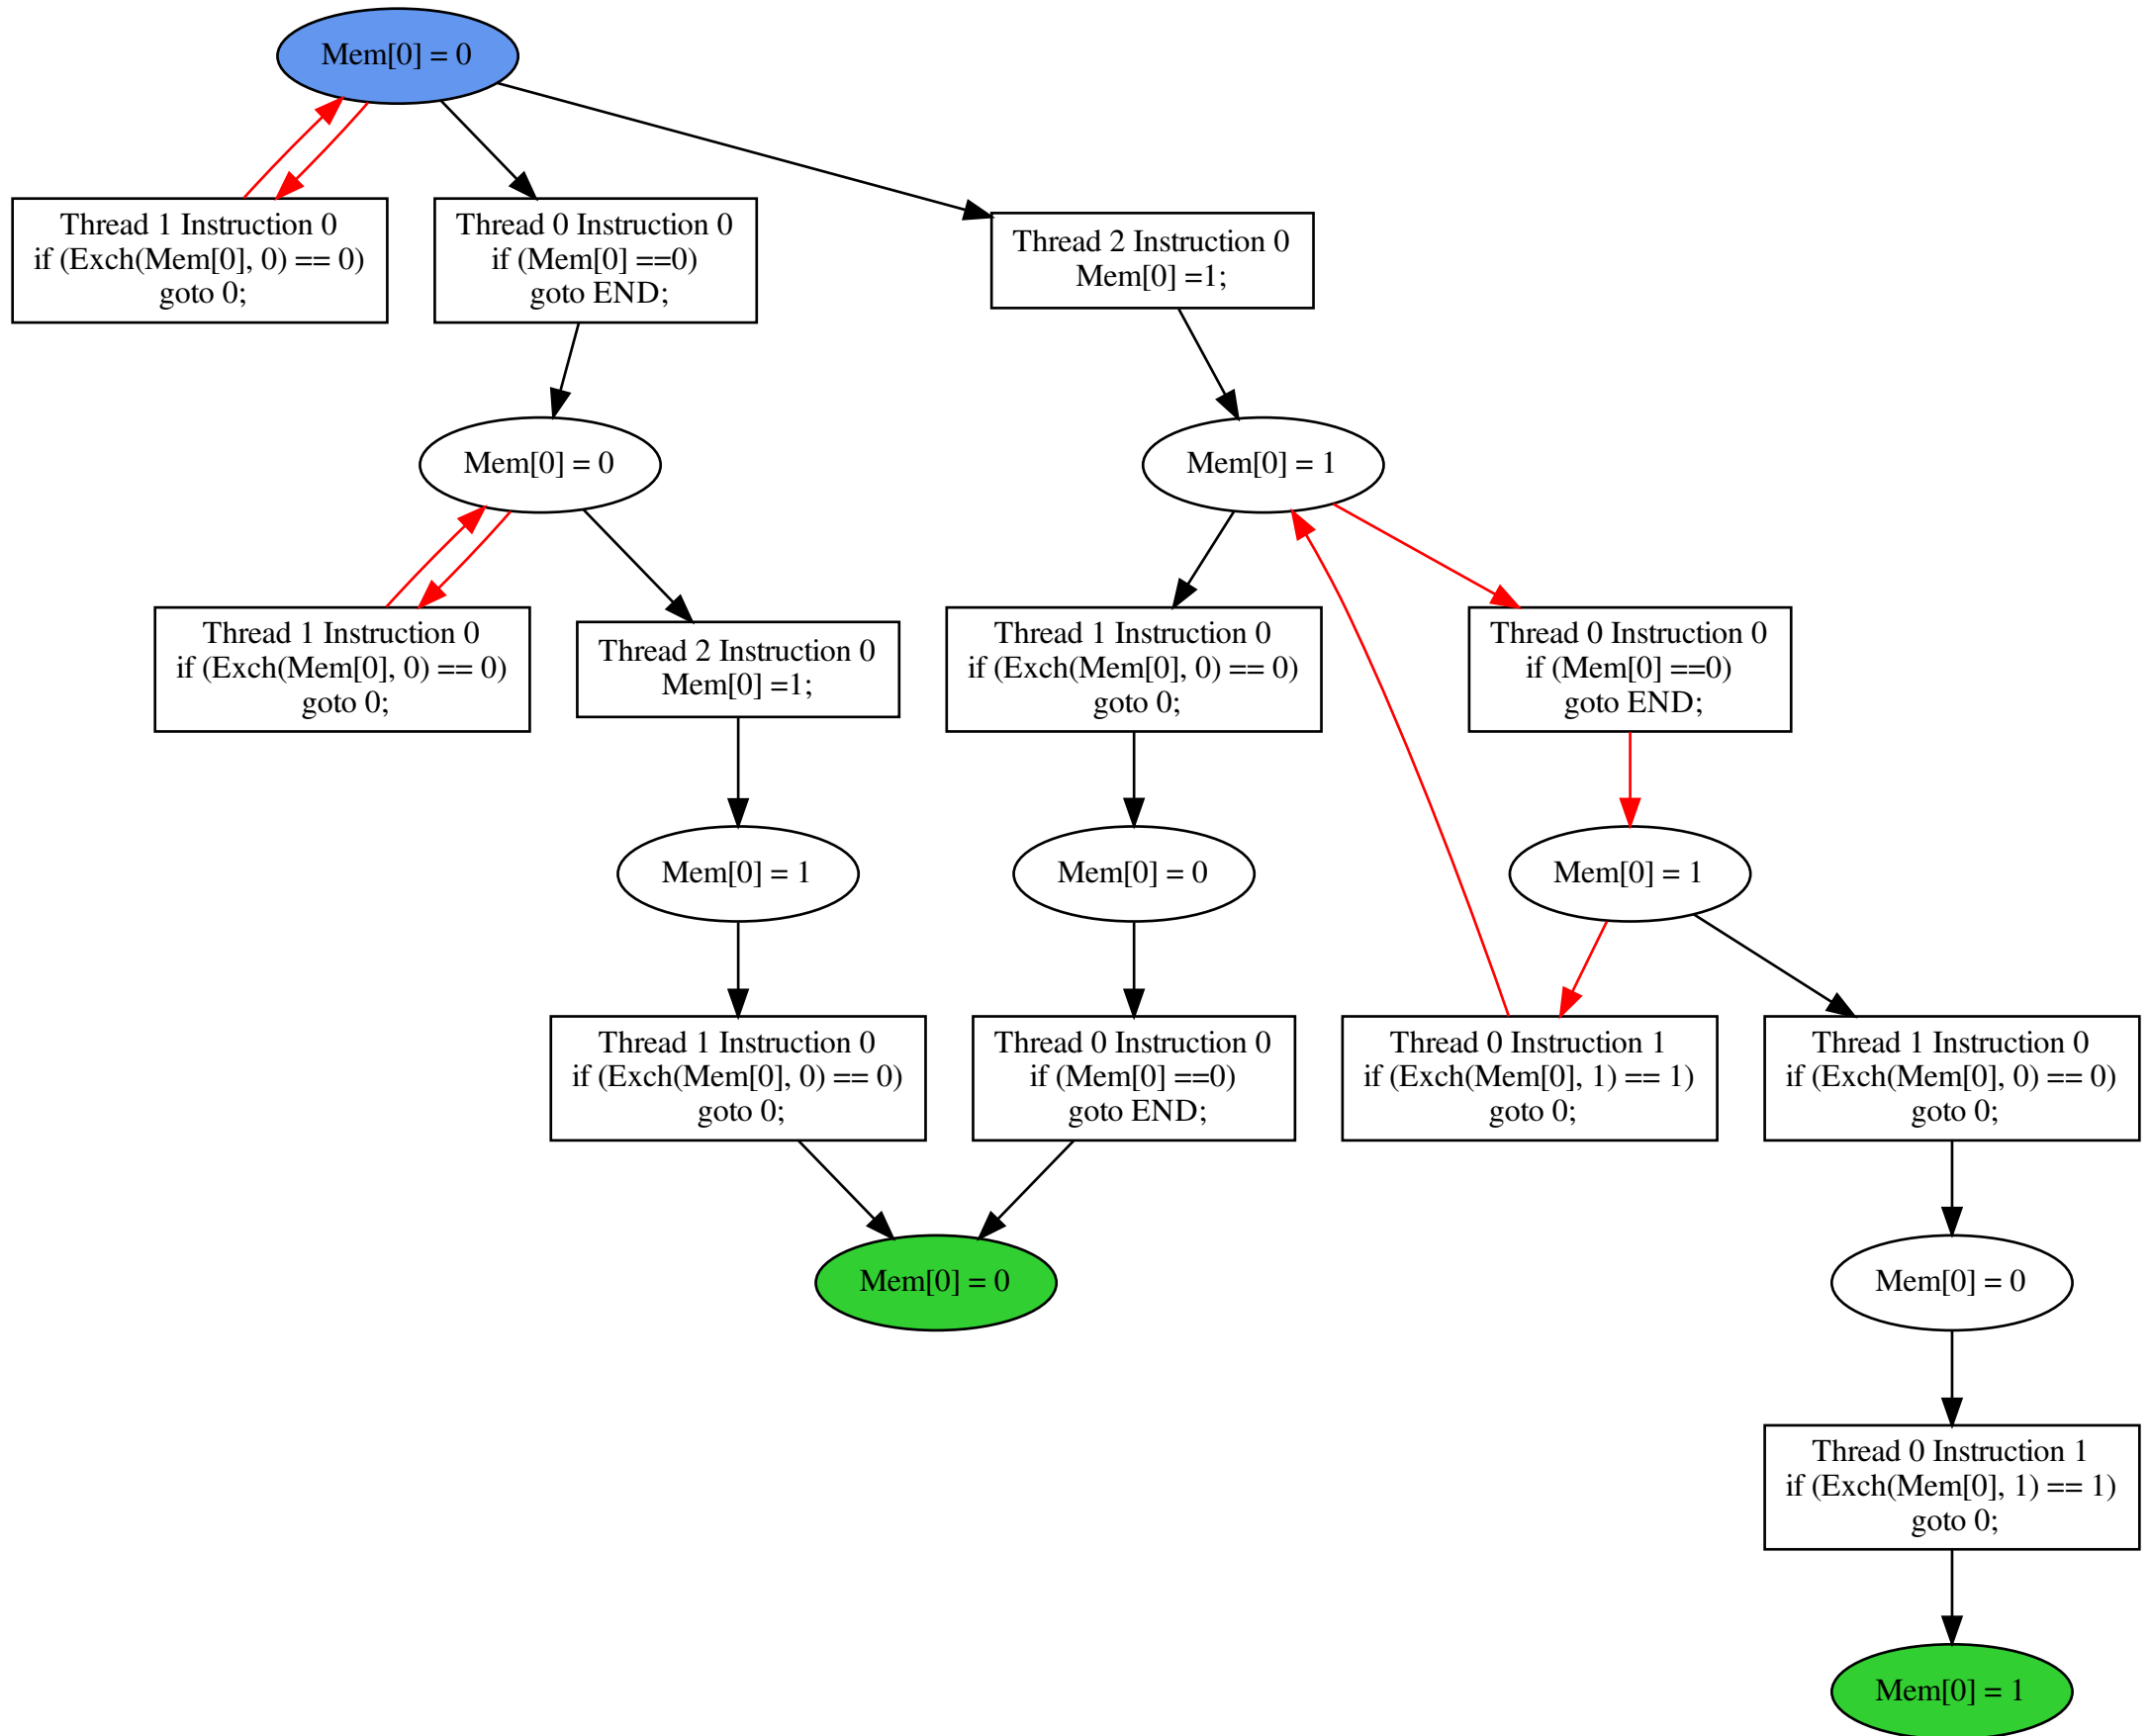 Mem[0] = 0
Thread 1 Instruction 0
if (Exch(Mem[0], 0) == 0)
goto 0;
Thread 0 Instruction 0
if (Mem[0] ==0)
goto END;
Thread 2 Instruction 0
Mem[0] =1;
Mem[0] = 0
Mem[0] = 1
Thread 1 Instruction 0
if (Exch(Mem[0], 0) == 0)
goto 0;
Thread 2 Instruction 0
Mem[0] =1;
Thread 1 Instruction 0
if (Exch(Mem[0], 0) == 0)
goto 0;
Thread 0 Instruction 0
if (Mem[0] ==0)
goto END;
Mem[0] = 1
Mem[0] = 0
Mem[0] = 1
Thread 1 Instruction 0
if (Exch(Mem[0], 0) == 0)
goto 0;
Thread 0 Instruction 0
if (Mem[0] ==0)
goto END;
Thread 0 Instruction 1
if (Exch(Mem[0], 1) == 1)
goto 0;
Thread 1 Instruction 0
if (Exch(Mem[0], 0) == 0)
goto 0;
Mem[0] = 0
Mem[0] = 0
Thread 0 Instruction 1
if (Exch(Mem[0], 1) == 1)
goto 0;
Mem[0] = 1